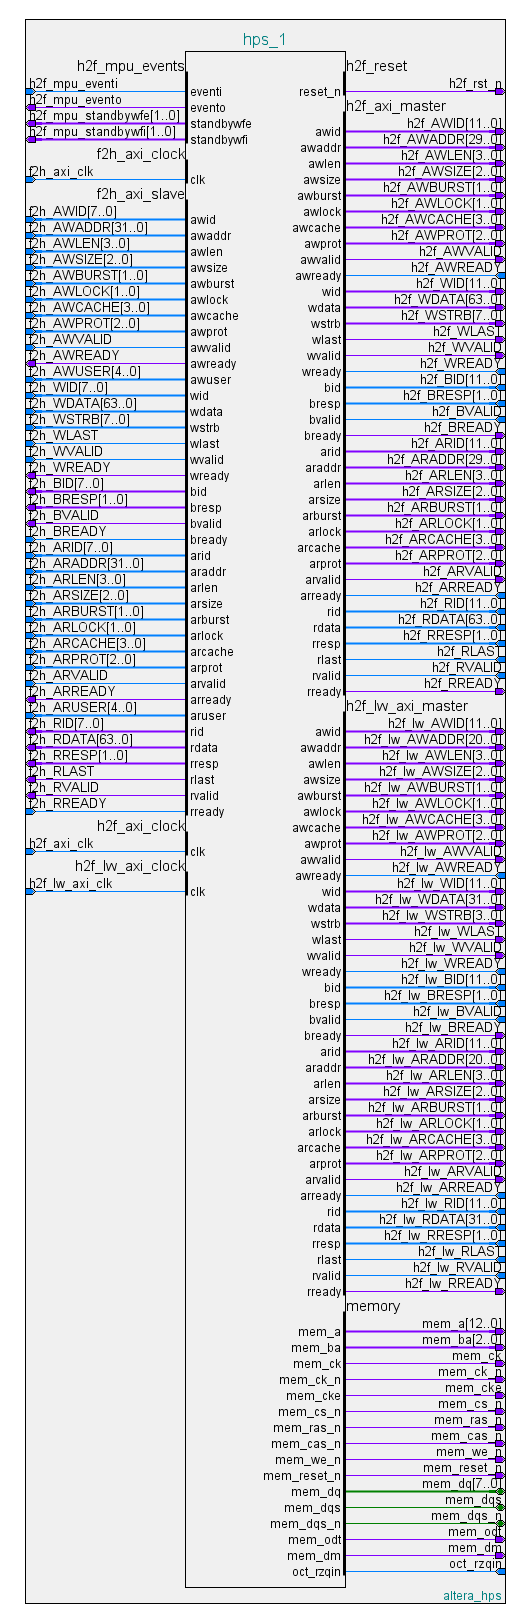 hps_1
h2f_mpu_events
h2f_mpu_eventi
eventi
h2f_mpu_evento
evento
h2f_mpu_standbywfe[1..0]
standbywfe
h2f_mpu_standbywfi[1..0]
standbywfi
f2h_axi_clock
f2h_axi_clk
clk
f2h_axi_slave
f2h_AWID[7..0]
awid
f2h_AWADDR[31..0]
awaddr
f2h_AWLEN[3..0]
awlen
f2h_AWSIZE[2..0]
awsize
f2h_AWBURST[1..0]
awburst
f2h_AWLOCK[1..0]
awlock
f2h_AWCACHE[3..0]
awcache
f2h_AWPROT[2..0]
awprot
f2h_AWVALID
awvalid
f2h_AWREADY
awready
f2h_AWUSER[4..0]
awuser
f2h_WID[7..0]
wid
f2h_WDATA[63..0]
wdata
f2h_WSTRB[7..0]
wstrb
f2h_WLAST
wlast
f2h_WVALID
wvalid
f2h_WREADY
wready
f2h_BID[7..0]
bid
f2h_BRESP[1..0]
bresp
f2h_BVALID
bvalid
f2h_BREADY
bready
f2h_ARID[7..0]
arid
f2h_ARADDR[31..0]
araddr
f2h_ARLEN[3..0]
arlen
f2h_ARSIZE[2..0]
arsize
f2h_ARBURST[1..0]
arburst
f2h_ARLOCK[1..0]
arlock
f2h_ARCACHE[3..0]
arcache
f2h_ARPROT[2..0]
arprot
f2h_ARVALID
arvalid
f2h_ARREADY
arready
f2h_ARUSER[4..0]
aruser
f2h_RID[7..0]
rid
f2h_RDATA[63..0]
rdata
f2h_RRESP[1..0]
rresp
f2h_RLAST
rlast
f2h_RVALID
rvalid
f2h_RREADY
rready
h2f_axi_clock
h2f_axi_clk
clk
h2f_lw_axi_clock
h2f_lw_axi_clk
clk
h2f_reset
h2f_rst_n
reset_n
h2f_axi_master
h2f_AWID[11..0]
awid
h2f_AWADDR[29..0]
awaddr
h2f_AWLEN[3..0]
awlen
h2f_AWSIZE[2..0]
awsize
h2f_AWBURST[1..0]
awburst
h2f_AWLOCK[1..0]
awlock
h2f_AWCACHE[3..0]
awcache
h2f_AWPROT[2..0]
awprot
h2f_AWVALID
awvalid
h2f_AWREADY
awready
h2f_WID[11..0]
wid
h2f_WDATA[63..0]
wdata
h2f_WSTRB[7..0]
wstrb
h2f_WLAST
wlast
h2f_WVALID
wvalid
h2f_WREADY
wready
h2f_BID[11..0]
bid
h2f_BRESP[1..0]
bresp
h2f_BVALID
bvalid
h2f_BREADY
bready
h2f_ARID[11..0]
arid
h2f_ARADDR[29..0]
araddr
h2f_ARLEN[3..0]
arlen
h2f_ARSIZE[2..0]
arsize
h2f_ARBURST[1..0]
arburst
h2f_ARLOCK[1..0]
arlock
h2f_ARCACHE[3..0]
arcache
h2f_ARPROT[2..0]
arprot
h2f_ARVALID
arvalid
h2f_ARREADY
arready
h2f_RID[11..0]
rid
h2f_RDATA[63..0]
rdata
h2f_RRESP[1..0]
rresp
h2f_RLAST
rlast
h2f_RVALID
rvalid
h2f_RREADY
rready
h2f_lw_axi_master
h2f_lw_AWID[11..0]
awid
h2f_lw_AWADDR[20..0]
awaddr
h2f_lw_AWLEN[3..0]
awlen
h2f_lw_AWSIZE[2..0]
awsize
h2f_lw_AWBURST[1..0]
awburst
h2f_lw_AWLOCK[1..0]
awlock
h2f_lw_AWCACHE[3..0]
awcache
h2f_lw_AWPROT[2..0]
awprot
h2f_lw_AWVALID
awvalid
h2f_lw_AWREADY
awready
h2f_lw_WID[11..0]
wid
h2f_lw_WDATA[31..0]
wdata
h2f_lw_WSTRB[3..0]
wstrb
h2f_lw_WLAST
wlast
h2f_lw_WVALID
wvalid
h2f_lw_WREADY
wready
h2f_lw_BID[11..0]
bid
h2f_lw_BRESP[1..0]
bresp
h2f_lw_BVALID
bvalid
h2f_lw_BREADY
bready
h2f_lw_ARID[11..0]
arid
h2f_lw_ARADDR[20..0]
araddr
h2f_lw_ARLEN[3..0]
arlen
h2f_lw_ARSIZE[2..0]
arsize
h2f_lw_ARBURST[1..0]
arburst
h2f_lw_ARLOCK[1..0]
arlock
h2f_lw_ARCACHE[3..0]
arcache
h2f_lw_ARPROT[2..0]
arprot
h2f_lw_ARVALID
arvalid
h2f_lw_ARREADY
arready
h2f_lw_RID[11..0]
rid
h2f_lw_RDATA[31..0]
rdata
h2f_lw_RRESP[1..0]
rresp
h2f_lw_RLAST
rlast
h2f_lw_RVALID
rvalid
h2f_lw_RREADY
rready
memory
mem_a[12..0]
mem_a
mem_ba[2..0]
mem_ba
mem_ck
mem_ck
mem_ck_n
mem_ck_n
mem_cke
mem_cke
mem_cs_n
mem_cs_n
mem_ras_n
mem_ras_n
mem_cas_n
mem_cas_n
mem_we_n
mem_we_n
mem_reset_n
mem_reset_n
mem_dq[7..0]
mem_dq
mem_dqs
mem_dqs
mem_dqs_n
mem_dqs_n
mem_odt
mem_odt
mem_dm
mem_dm
oct_rzqin
oct_rzqin
altera_hps